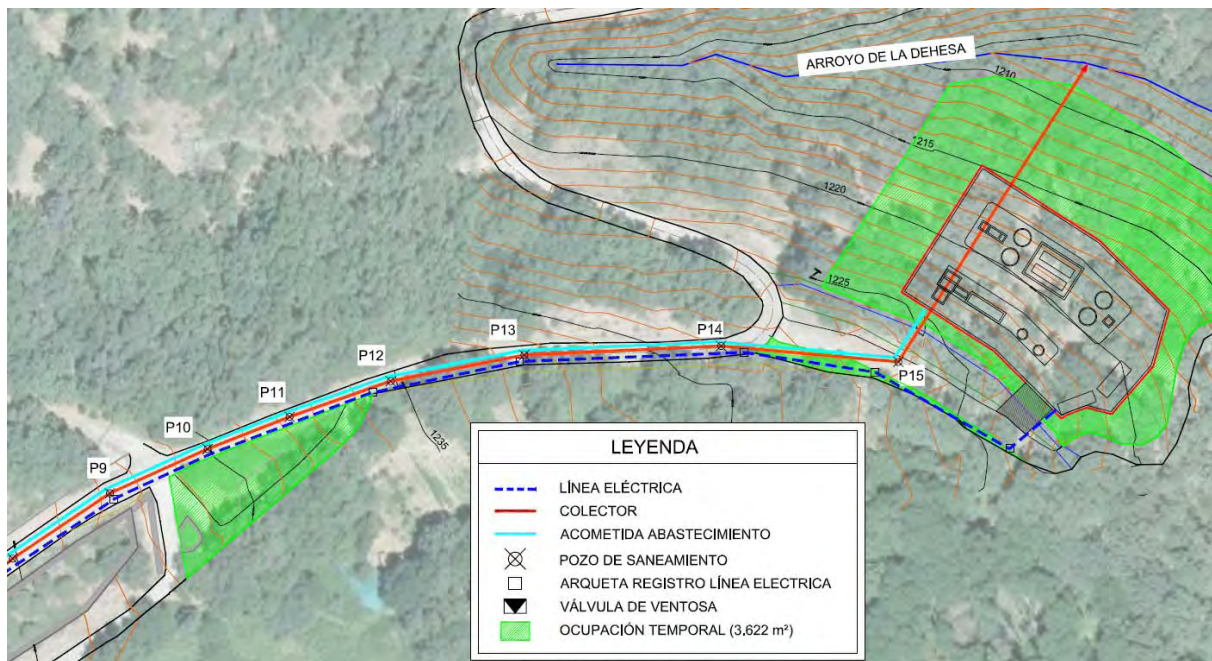 ARROYO DE LA DEHESA
1210
1215
1220
1225
P13
P14
P12
P15
P11
P10
1235
P9
LEYENDA
LÍNEA ELÉCTRICA
COLECTOR
ACOMETIDA ABASTECIMIENTO
POZO DE SANEAMIENTO
ARQUETA REGISTRO LÍNEA ELECTRICA
VÁLVULA DE VENTOSA
OCUPACIÓN TEMPORAL (3.622 m²)